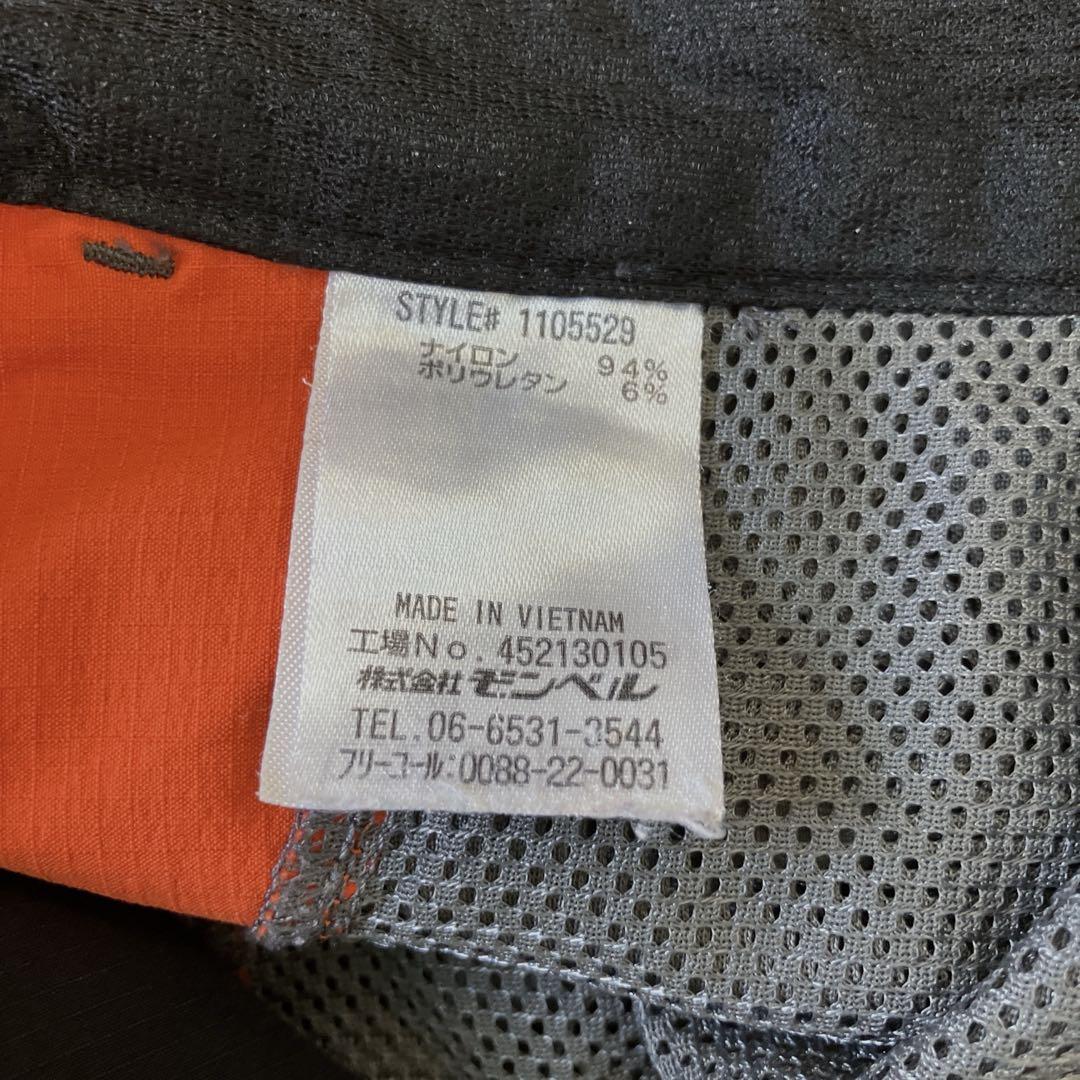 STYLE# 1105529
ナイロン 94%
ポリウレタン 6%
MADE IN VIETNAM
工場No. 452130105
株式会社モンベル
TEL. 06-6531-3544
フリーコール:0088-22-0031